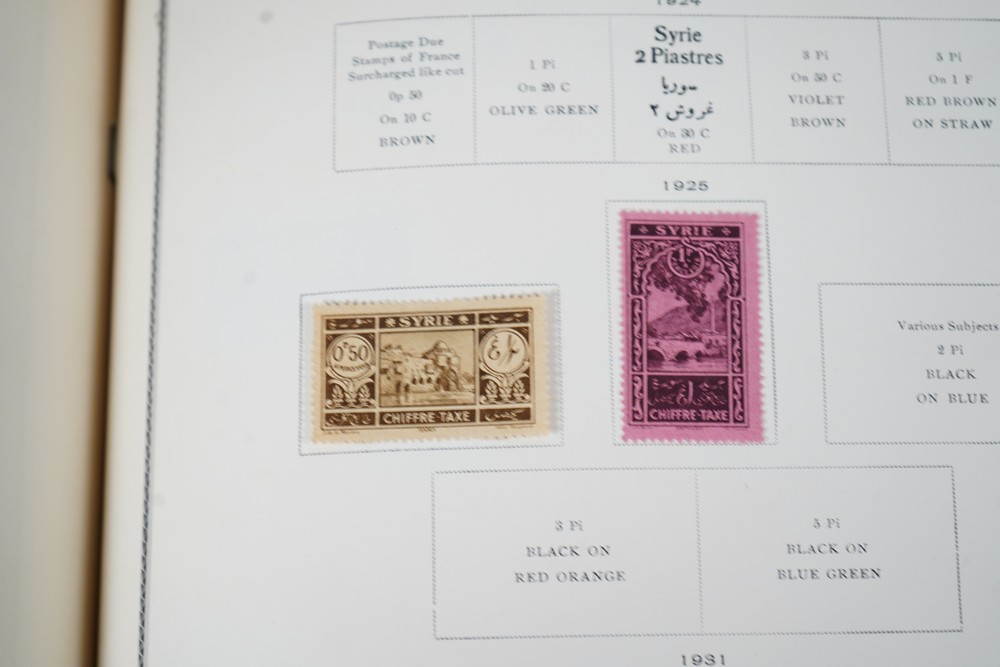 1924
Postage Due
Stamps of France
Surcharged like cut
0p 50
On 10 C
BROWN
1 Pi
On 20 C
OLIVE GREEN
Syrie
2 Piastres
سوريا
غروش ٢
On 30 C
RED
3 Pi
On 50 C
VIOLET
BROWN
5 Pi
On 1 F
RED BROWN
ON STRAW
1925
SYRIE
0P50
CHIFFRE-TAXE
SYRIE
1P
CHIFFRE-TAXE
Various Subjects
2 Pi
BLACK
ON BLUE
3 Pi
BLACK ON
RED ORANGE
5 Pi
BLACK ON
BLUE GREEN
1931